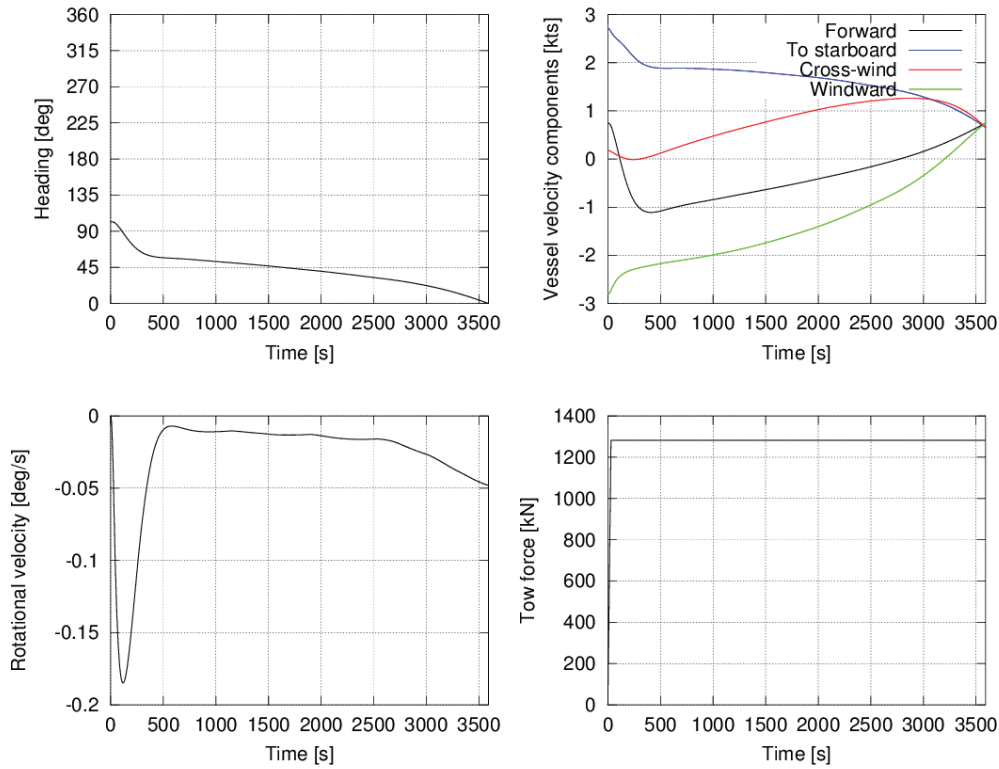 360
315
270
225
180
135
90
45
0
Heading [deg]
0 500 1000 1500 2000 2500 3000 3500
Time [s]
3
2
1
0
-1
-2
-3
Vessel velocity components [kts]
Forward
To starboard
Cross-wind
Windward
0 500 1000 1500 2000 2500 3000 3500
Time [s]
0
-0.05
-0.1
-0.15
-0.2
Rotational velocity [deg/s]
0 500 1000 1500 2000 2500 3000 3500
Time [s]
1400
1200
1000
800
600
400
200
0
Tow force [kN]
0 500 1000 1500 2000 2500 3000 3500
Time [s]